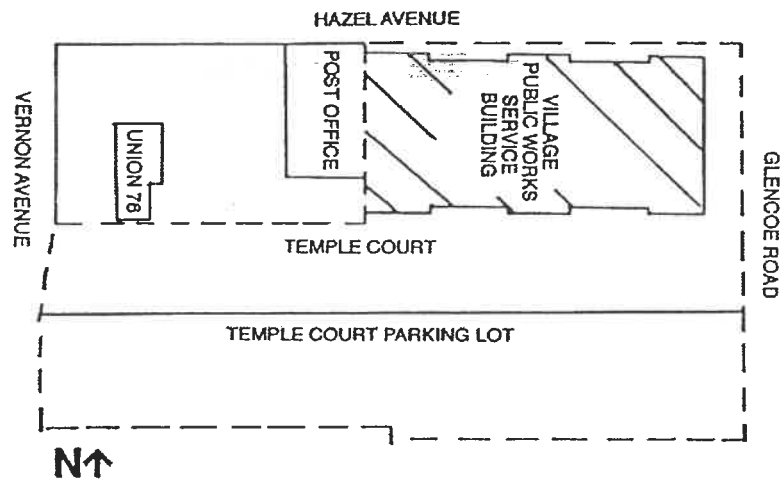 HAZEL AVENUE
VERNON AVENUE
UNION 76
POST OFFICE
VILLAGE
PUBLIC WORKS
SERVICE
BUILDING
GLENCOE ROAD
TEMPLE COURT
TEMPLE COURT PARKING LOT
N↑